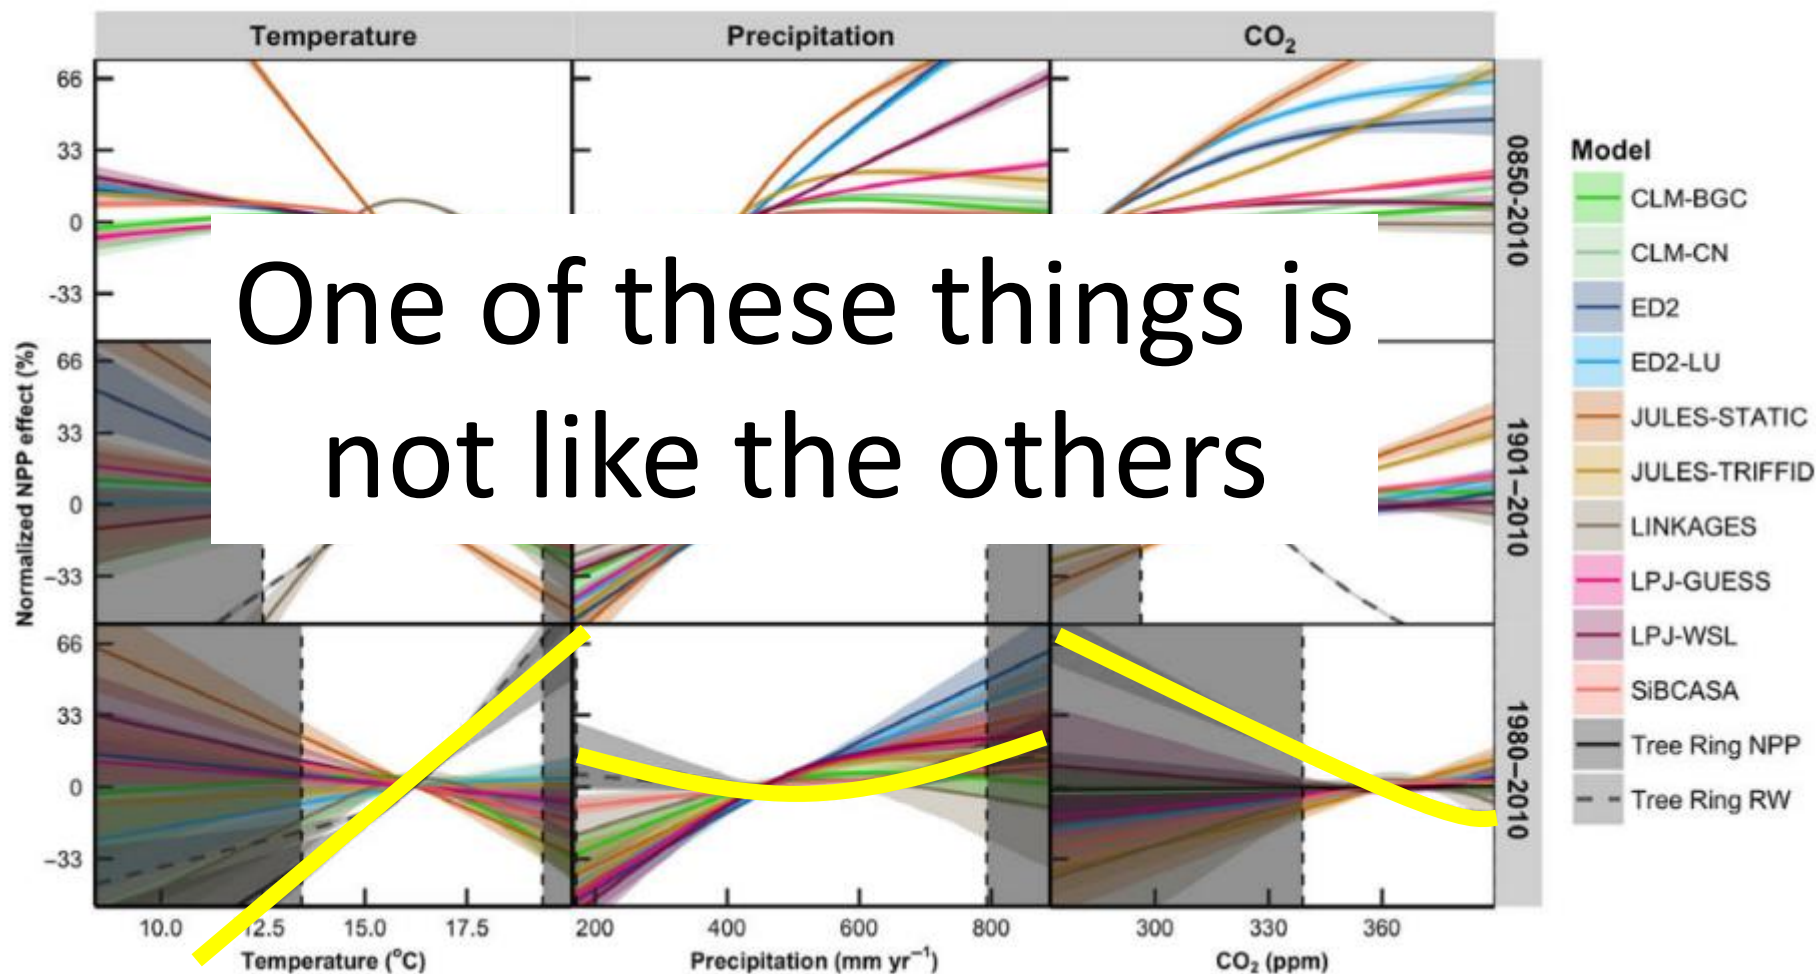 Temperature
Precipitation
CO₂
66
33
0
-33
0850-2010
66
33
0
-33
1901-2010
66
33
0
-33
1980-2010
Normalized NPP effect (%)
One of these things is
not like the others
10.0 12.5 15.0 17.5
200 400 600 800
300 330 360
Temperature (°C)
Precipitation (mm yr⁻¹)
CO₂ (ppm)
Model
CLM-BGC
CLM-CN
ED2
ED2-LU
JULES-STATIC
JULES-TRIFFID
LINKAGES
LPJ-GUESS
LPJ-WSL
SiBCASA
Tree Ring NPP
Tree Ring RW